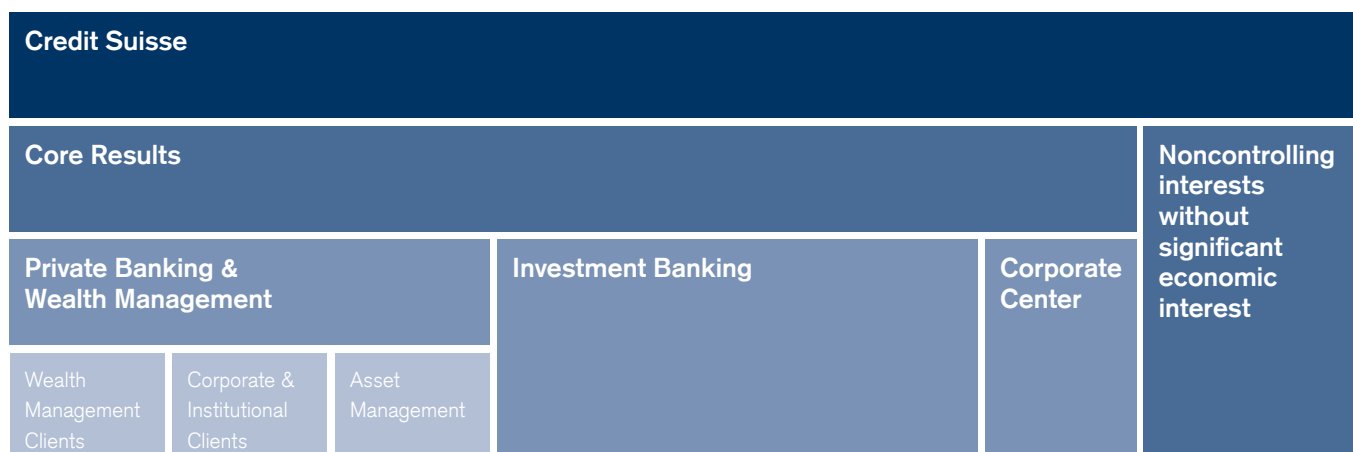 Credit Suisse
Core Results
Noncontrolling
interests
without
significant
economic
interest
Private Banking &
Wealth Management
Investment Banking
Corporate
Center
Wealth
Management
Clients
Corporate &
Institutional
Clients
Asset
Management